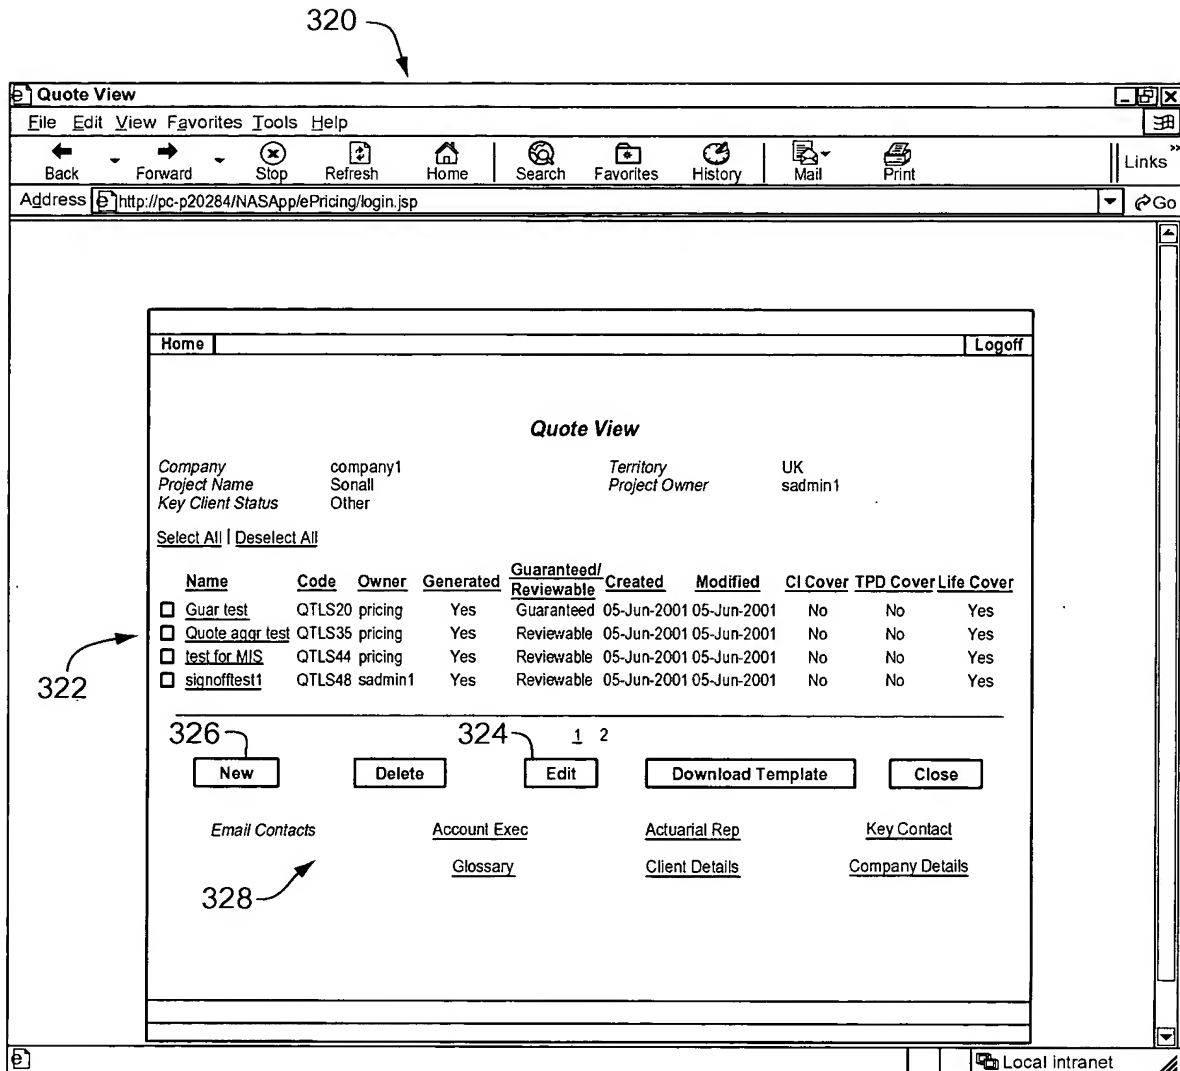 320
Quote View
File Edit View Favorites Tools Help
Back Forward Stop Refresh Home Search Favorites History Mail Print Links »
Address http://pc-p20284/NASApp/ePricing/login.jsp Go
Home Logoff
Quote View
Company company1 Territory UK
Project Name Sonall Project Owner sadmin1
Key Client Status Other
Select All | Deselect All
Name Code Owner Generated Guaranteed/ Reviewable Created Modified CI Cover TPD Cover Life Cover
Guar test QTLS20 pricing Yes Guaranteed 05-Jun-2001 05-Jun-2001 No No Yes
Quote aggr test QTLS35 pricing Yes Reviewable 05-Jun-2001 05-Jun-2001 No No Yes
test for MIS QTLS44 pricing Yes Reviewable 05-Jun-2001 05-Jun-2001 No No Yes
signofftest1 QTLS48 sadmin1 Yes Reviewable 05-Jun-2001 05-Jun-2001 No No Yes
322
326 324 1 2
New Delete Edit Download Template Close
Email Contacts Account Exec Actuarial Rep Key Contact
Glossary Client Details Company Details
328
Local intranet